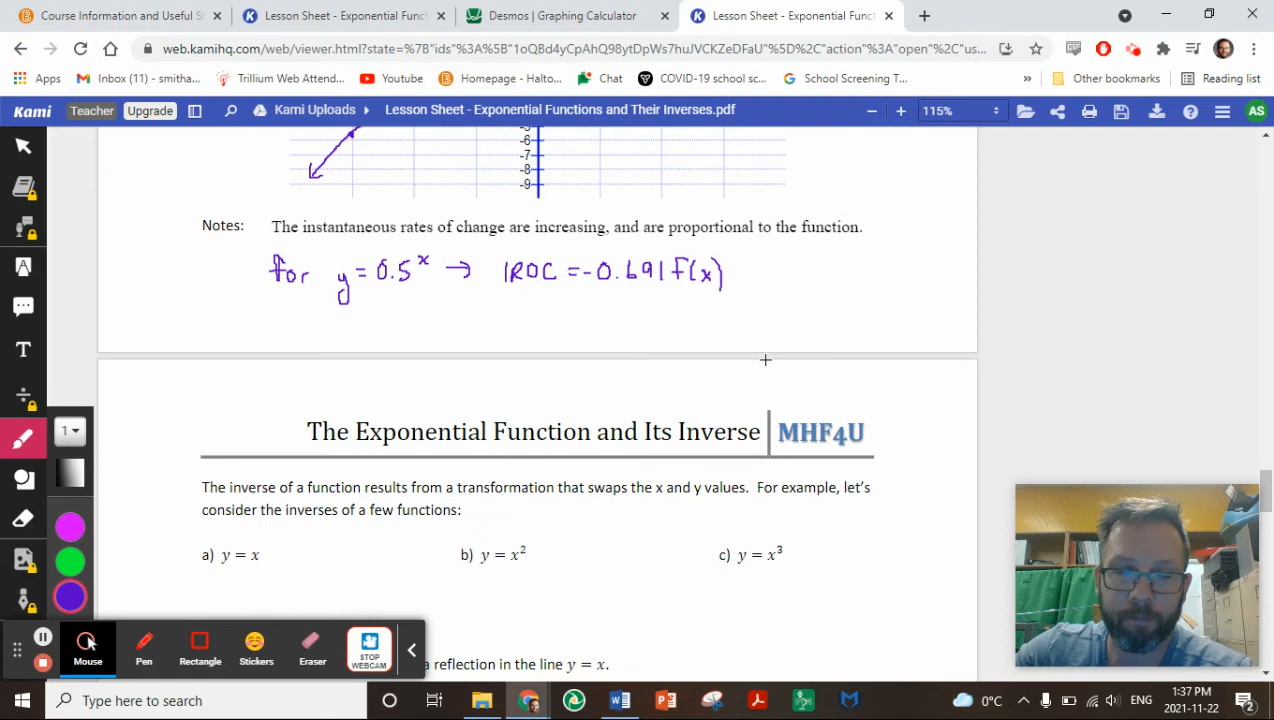 Course Information and Useful S
Lesson Sheet - Exponential Funct
Desmos | Graphing Calculator
Lesson Sheet - Exponential Funct
web.kamihq.com/web/viewer.html?state=%7B"ids"%3A%5B"1oQBd4yCpAhQ98ytDpWs7huJVCKZeDFaU"%5D%2C"action"%3A"open"%2C"us...
Apps
Inbox (11) - smitha...
Trillium Web Attend...
Youtube
Homepage - Halto...
Chat
COVID-19 school sc...
School Screening T...
»
Other bookmarks
Reading list
Kami
Teacher
Upgrade
Kami Uploads
Lesson Sheet - Exponential Functions and Their Inverses.pdf
115%
AS
-5
-6
-7
-8
-9
Notes: The instantaneous rates of change are increasing, and are proportional to the function.
for y = 0.5^x → IROC = -0.691 f(x)
The Exponential Function and Its Inverse MHF4U
The inverse of a function results from a transformation that swaps the x and y values. For example, let's
consider the inverses of a few functions:
a) y = x b) y = x² c) y = x³
a reflection in the line y = x.
1
Mouse
Pen
Rectangle
Stickers
Eraser
STOP
WEBCAM
Type here to search
0°C
ENG
1:37 PM
2021-11-22
2